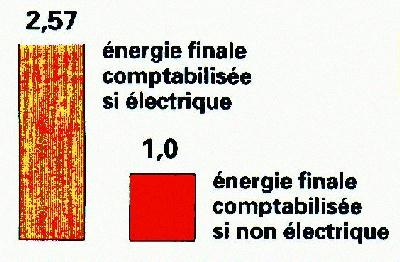 2,57
énergie finale
comptabilisée
si électrique
1,0
énergie finale
comptabilisée
si non électrique